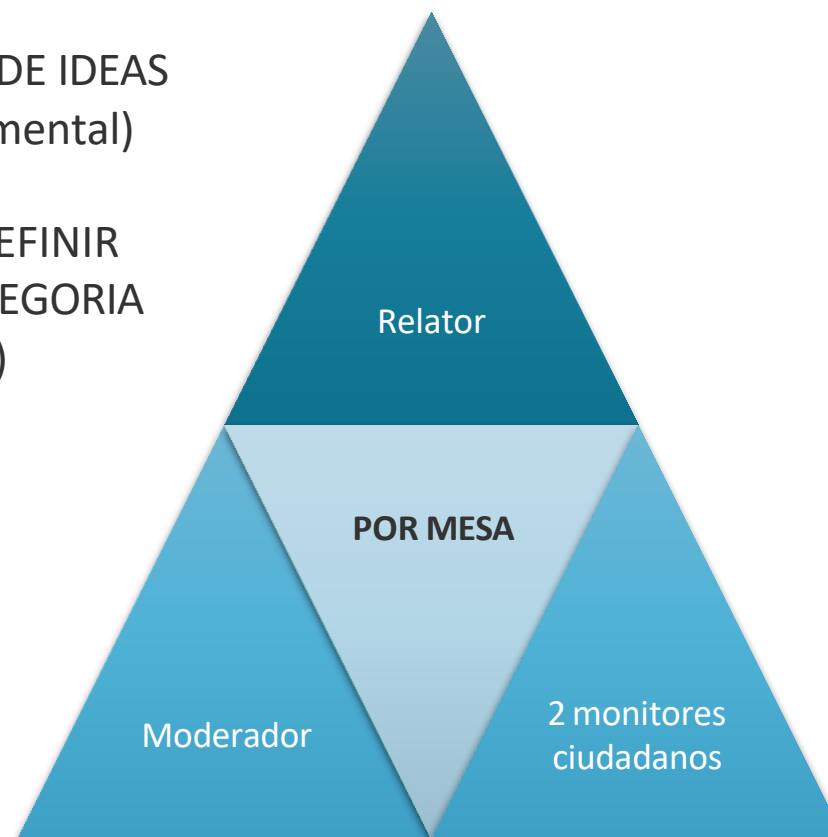 DE IDEAS
mental)
EFINIR
EGORIA
)
Relator
POR MESA
Moderador
2 monitores
ciudadanos